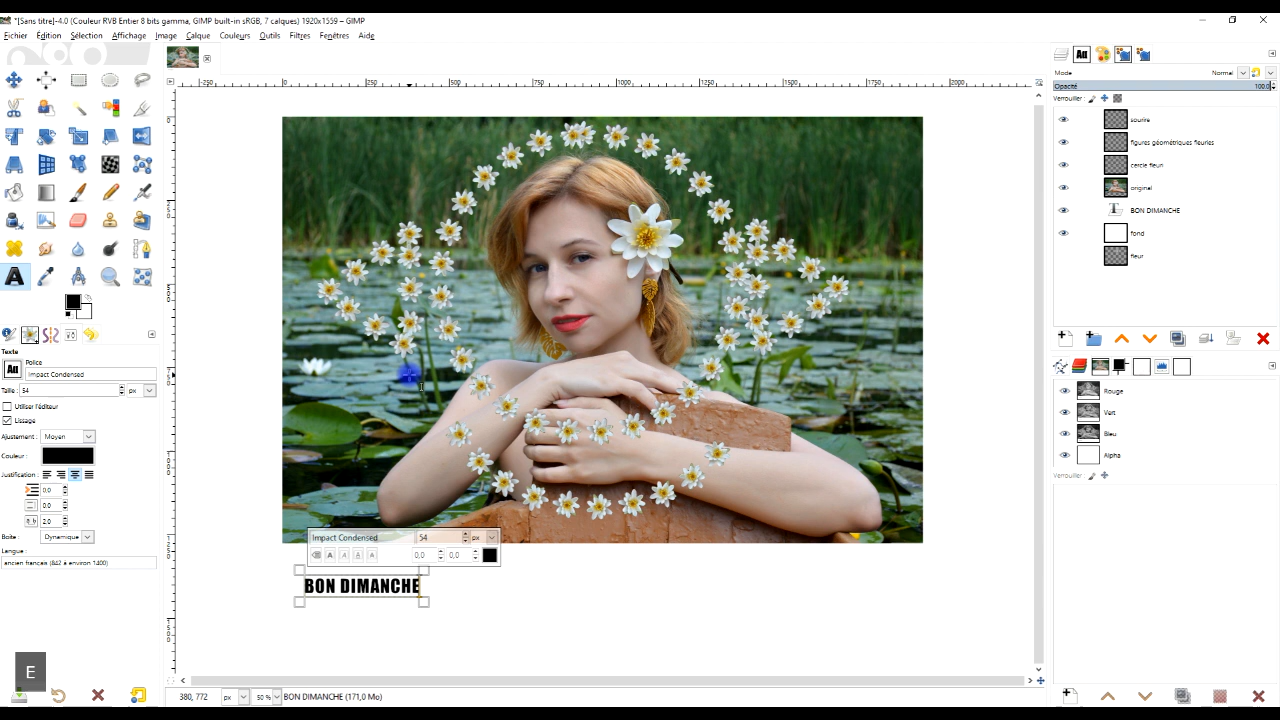 *[Sans titre]-4.0 (Couleur RVB Entier 8 bits gamma, GIMP built-in sRGB, 7 calques) 1920x1559 – GIMP
Fichier Édition Sélection Affichage Image Calque Couleurs Outils Filtres Fenêtres Aide
Mode Normal
Opacité 100,0
Verrouiller :
sourire
figures géométriques fleuries
cercle fleuri
original
BON DIMANCHE
fond
fleur
Texte
Police
Impact Condensed
Taille : 54 px
Utiliser l'éditeur
Lissage
Ajustement : Moyen
Couleur :
Justification :
0,0
0,0
2,0
Boîte : Dynamique
Langue :
ancien français (842 à environ 1400)
Rouge
Vert
Bleu
Alpha
Verrouiller :
Impact Condensed 54 px
0,0 0,0
BON DIMANCHE
E
380, 772 px 50 % BON DIMANCHE (171,0 Mo)